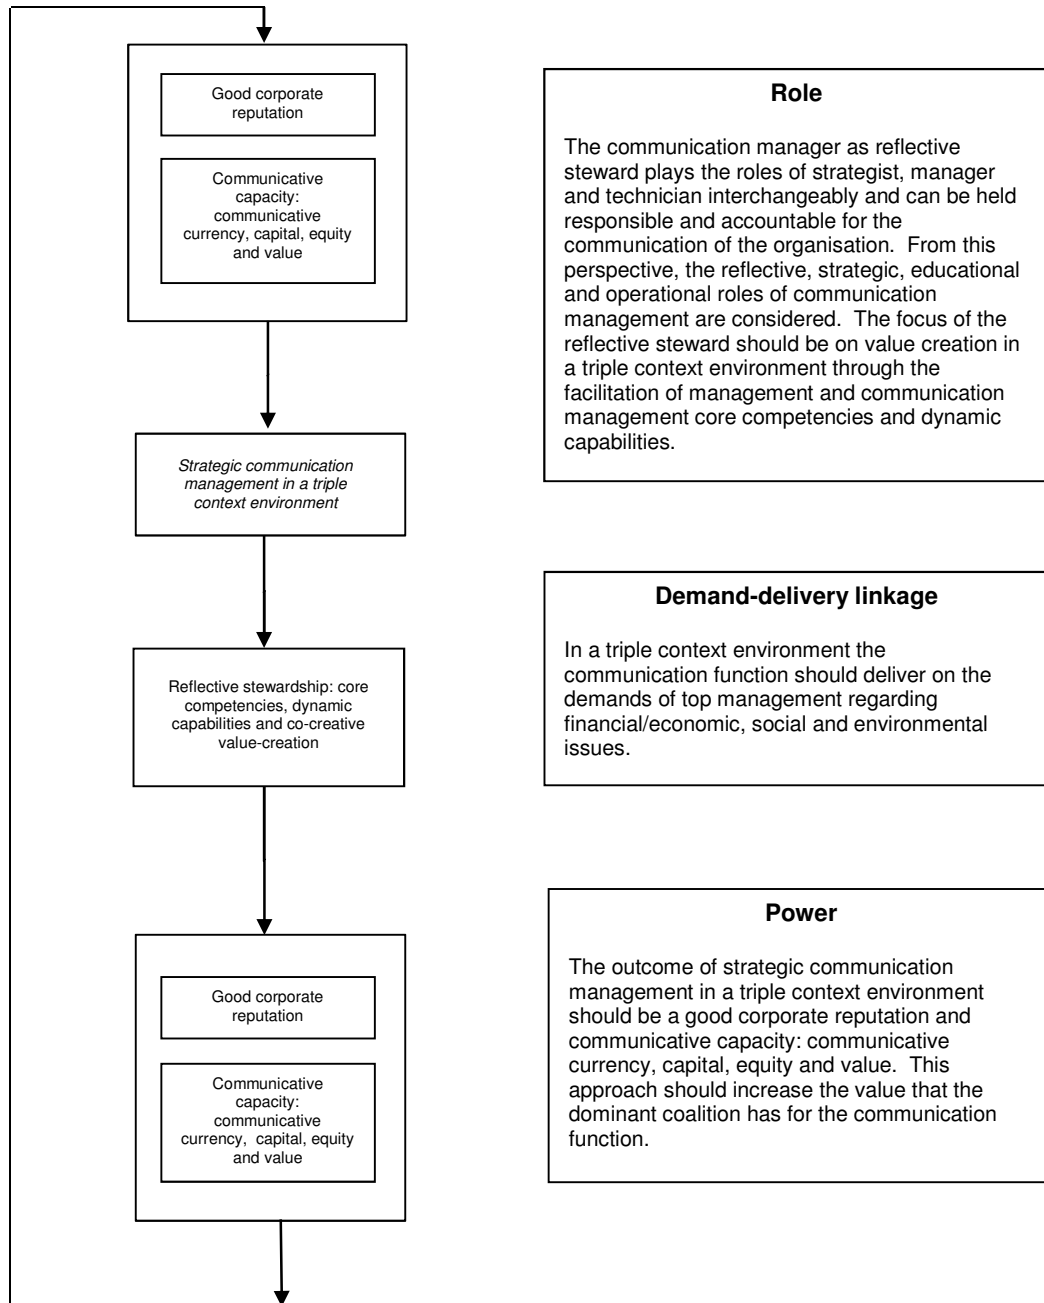 Good corporate
reputation
Communicative
capacity:
communicative
currency, capital, equity
and value
Strategic communication
management in a triple
context environment
Reflective stewardship: core
competencies, dynamic
capabilities and co-creative
value-creation
Good corporate
reputation
Communicative
capacity:
communicative
currency,  capital, equity
and value
Role
The communication manager as reflective
steward plays the roles of strategist, manager
and technician interchangeably and can be held
responsible and accountable for the
communication of the organisation.  From this
perspective, the reflective, strategic, educational
and operational roles of communication
management are considered.  The focus of the
reflective steward should be on value creation in
a triple context environment through the
facilitation of management and communication
management core competencies and dynamic
capabilities.
Demand-delivery linkage
In a triple context environment the
communication function should deliver on the
demands of top management regarding
financial/economic, social and environmental
issues.
Power
The outcome of strategic communication
management in a triple context environment
should be a good corporate reputation and
communicative capacity: communicative
currency, capital, equity and value.  This
approach should increase the value that the
dominant coalition has for the communication
function.